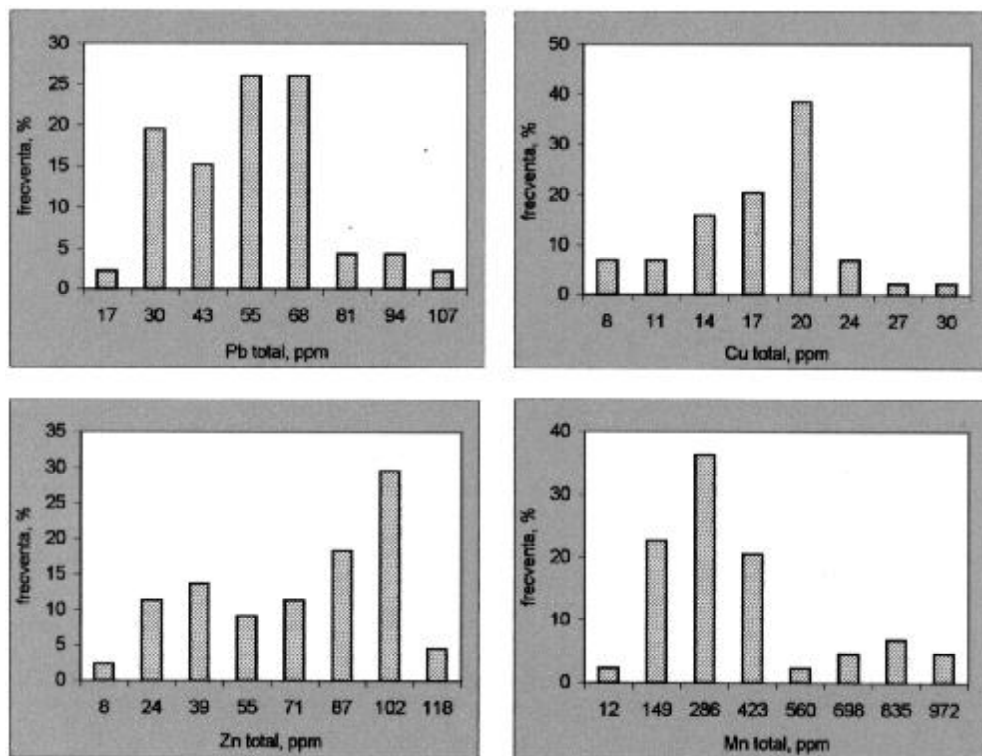 30
25
20
15
10
5
0
frecventa, %
17 30 43 55 68 81 94 107
Pb total, ppm
50
40
30
20
10
0
frecventa, %
8 11 14 17 20 24 27 30
Cu total, ppm
35
30
25
20
15
10
5
0
frecventa, %
8 24 39 55 71 87 102 118
Zn total, ppm
40
30
20
10
0
frecventa, %
12 149 286 423 560 698 835 972
Mn total, ppm